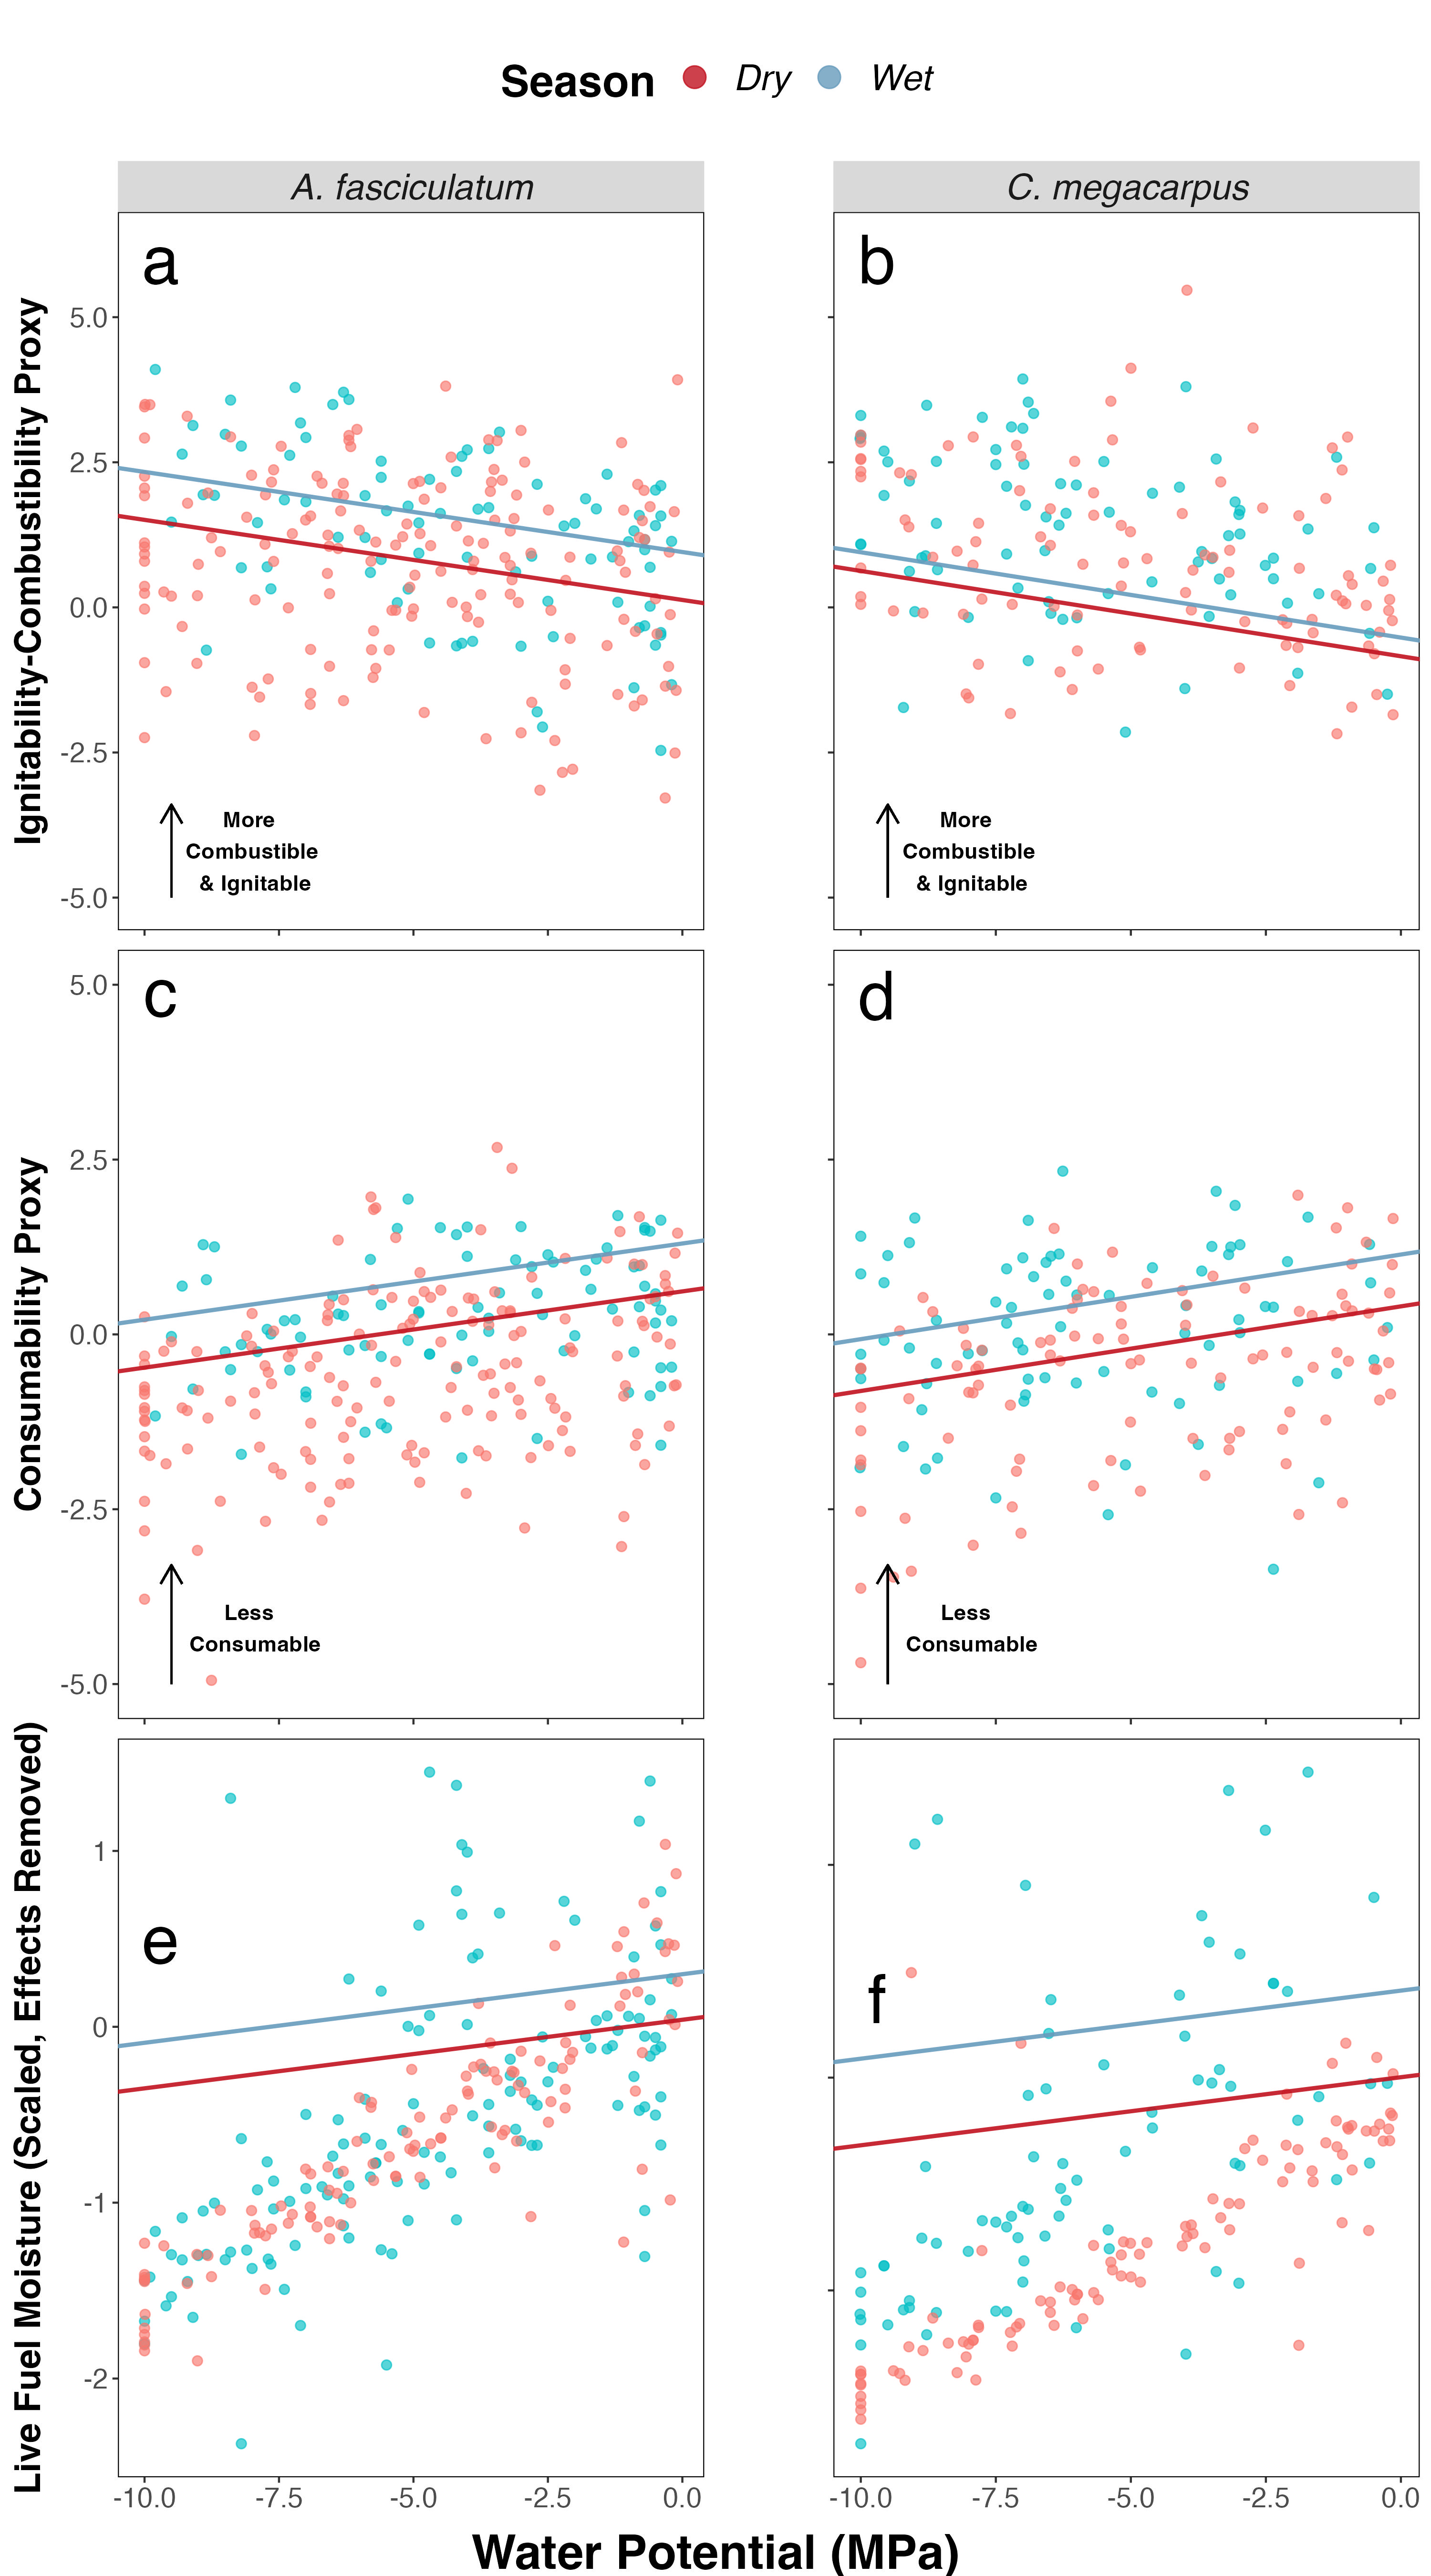 Season Dry Wet
A. fasciculatum C. megacarpus
Ignitability-Combustibility Proxy
a
5.0
2.5
0.0
-2.5
-5.0
More
Combustible
& Ignitable
b
More
Combustible
& Ignitable
Consumability Proxy
c
5.0
2.5
0.0
-2.5
-5.0
Less
Consumable
d
Less
Consumable
Live Fuel Moisture (Scaled, Effects Removed)
e
1
0
-1
-2
f
-10.0 -7.5 -5.0 -2.5 0.0
-10.0 -7.5 -5.0 -2.5 0.0
Water Potential (MPa)